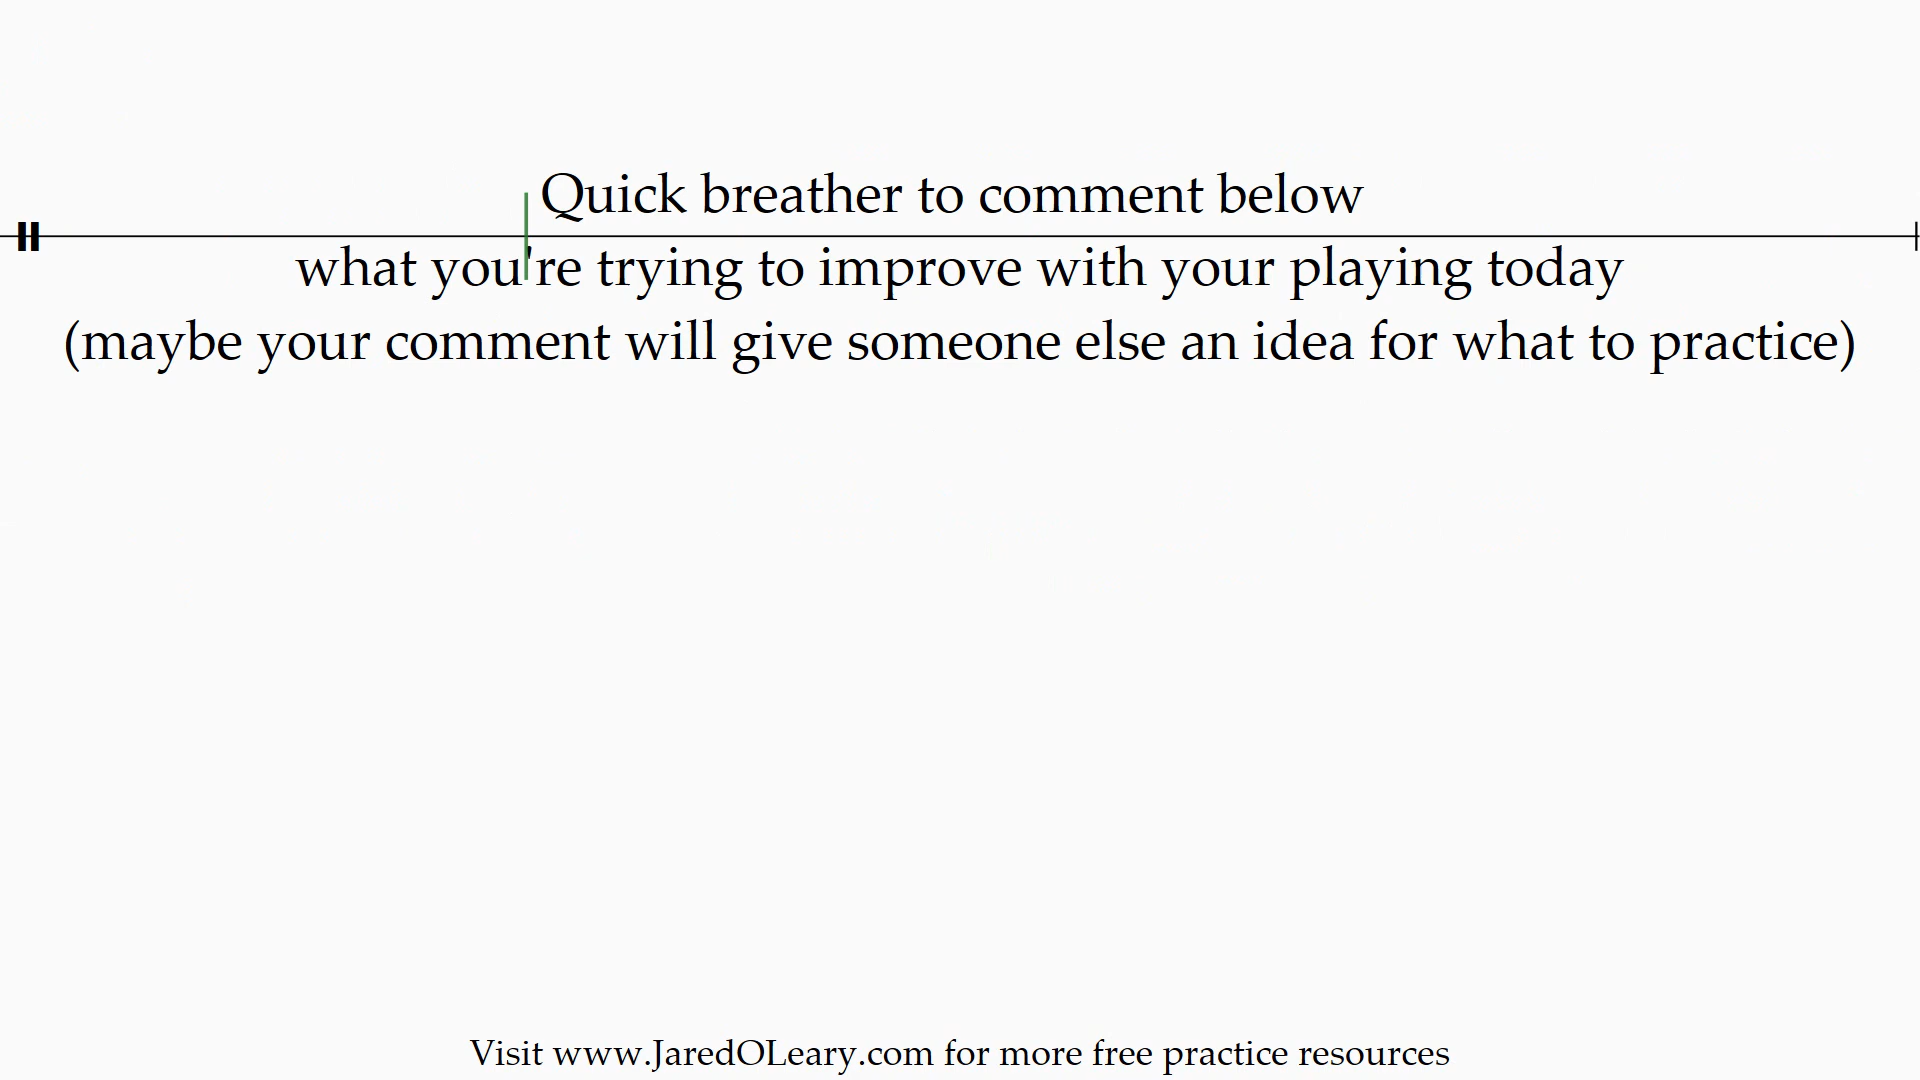 Quick breather to comment below
what you're trying to improve with your playing today
(maybe your comment will give someone else an idea for what to practice)
Visit www.JaredOLeary.com for more free practice resources